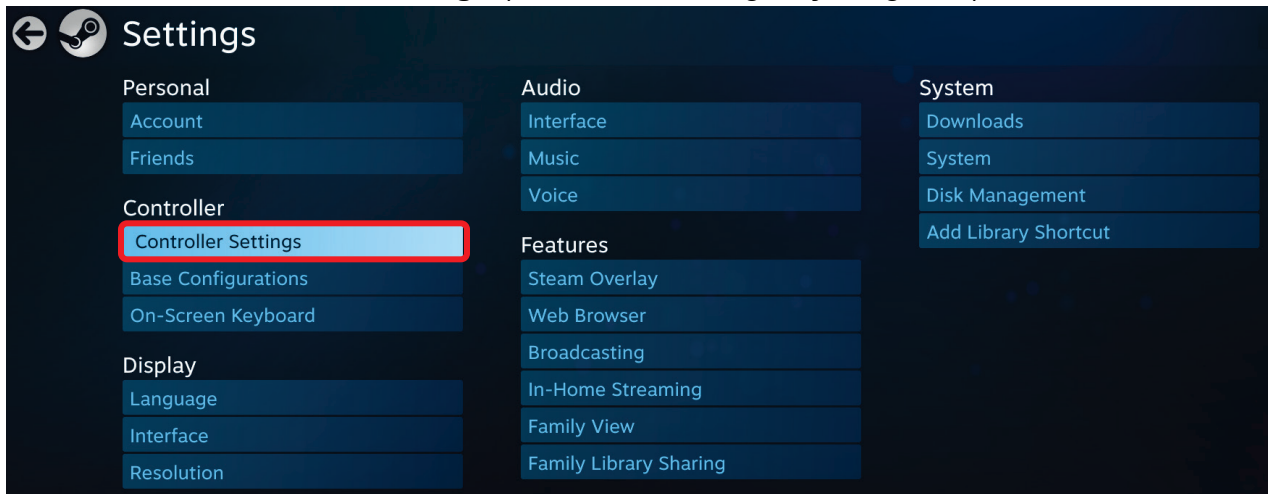 Settings
Personal
Account
Friends
Controller
Controller Settings
Base Configurations
On-Screen Keyboard
Display
Language
Interface
Resolution
Audio
Interface
Music
Voice
Features
Steam Overlay
Web Browser
Broadcasting
In-Home Streaming
Family View
Family Library Sharing
System
Downloads
System
Disk Management
Add Library Shortcut